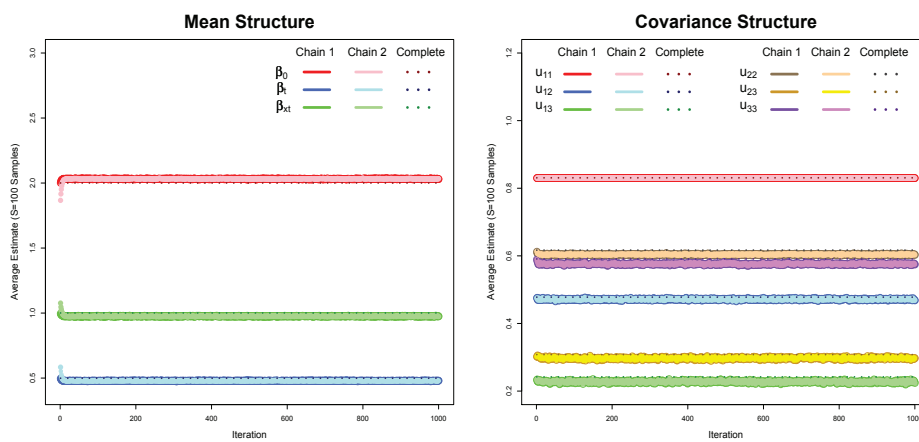 Mean Structure
Chain 1 Chain 2 Complete
β0
βt
βxt
3.0
2.5
2.0
1.5
1.0
0.5
Average Estimate (S=100 Samples)
0 200 400 600 800 1000
Iteration
Covariance Structure
Chain 1 Chain 2 Complete Chain 1 Chain 2 Complete
u11 u22
u12 u23
u13 u33
1.2
1.0
0.8
0.6
0.4
0.2
Average Estimate (S=100 Samples)
0 200 400 600 800 100
Iteration